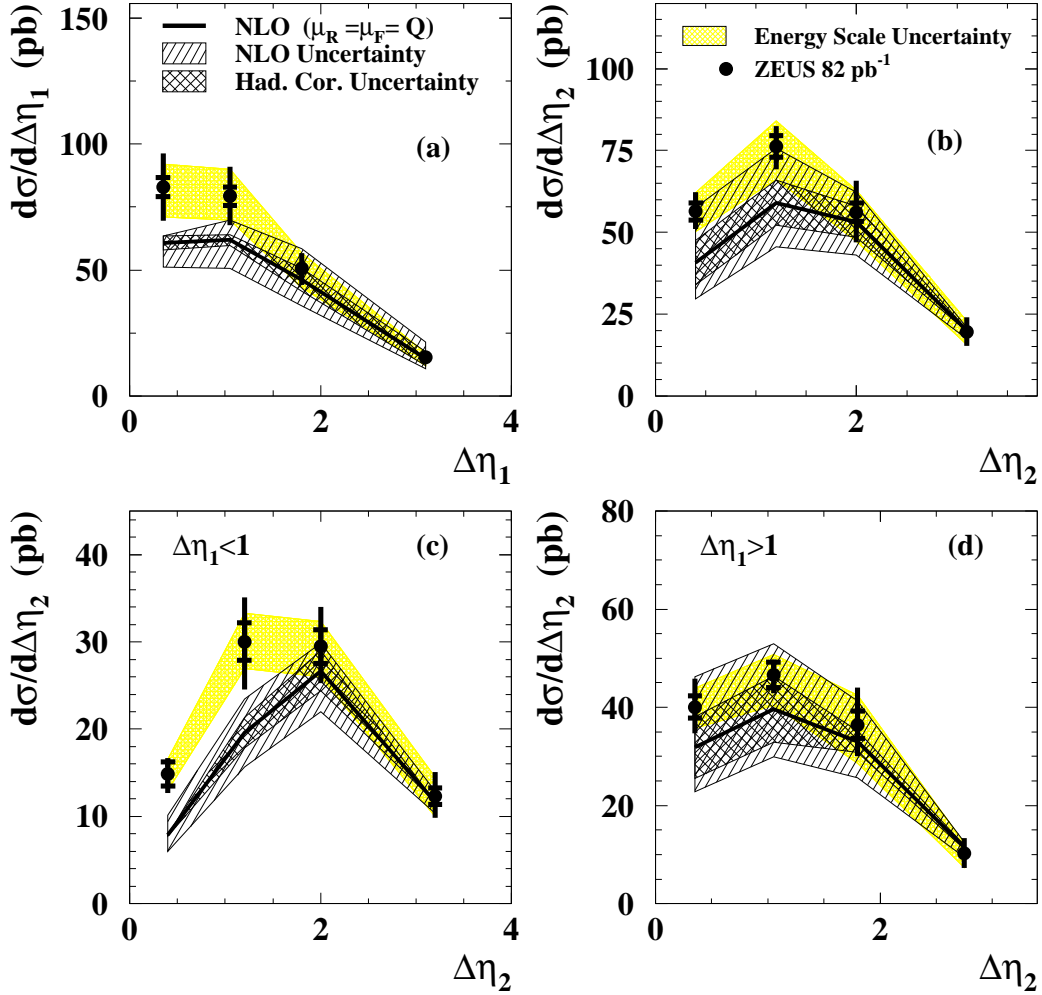 dσ/dΔη₁ (pb)
150
100
50
0
NLO (μ_R =μ_F= Q)
NLO Uncertainty
Had. Cor. Uncertainty
(a)
0 2 4
Δη₁
dσ/dΔη₂ (pb)
100
75
50
25
0
Energy Scale Uncertainty
ZEUS 82 pb⁻¹
(b)
0 2
Δη₂
dσ/dΔη₂ (pb)
40
30
20
10
0
Δη₁<1
(c)
0 2 4
Δη₂
dσ/dΔη₂ (pb)
80
60
40
20
0
Δη₁>1
(d)
0 2
Δη₂